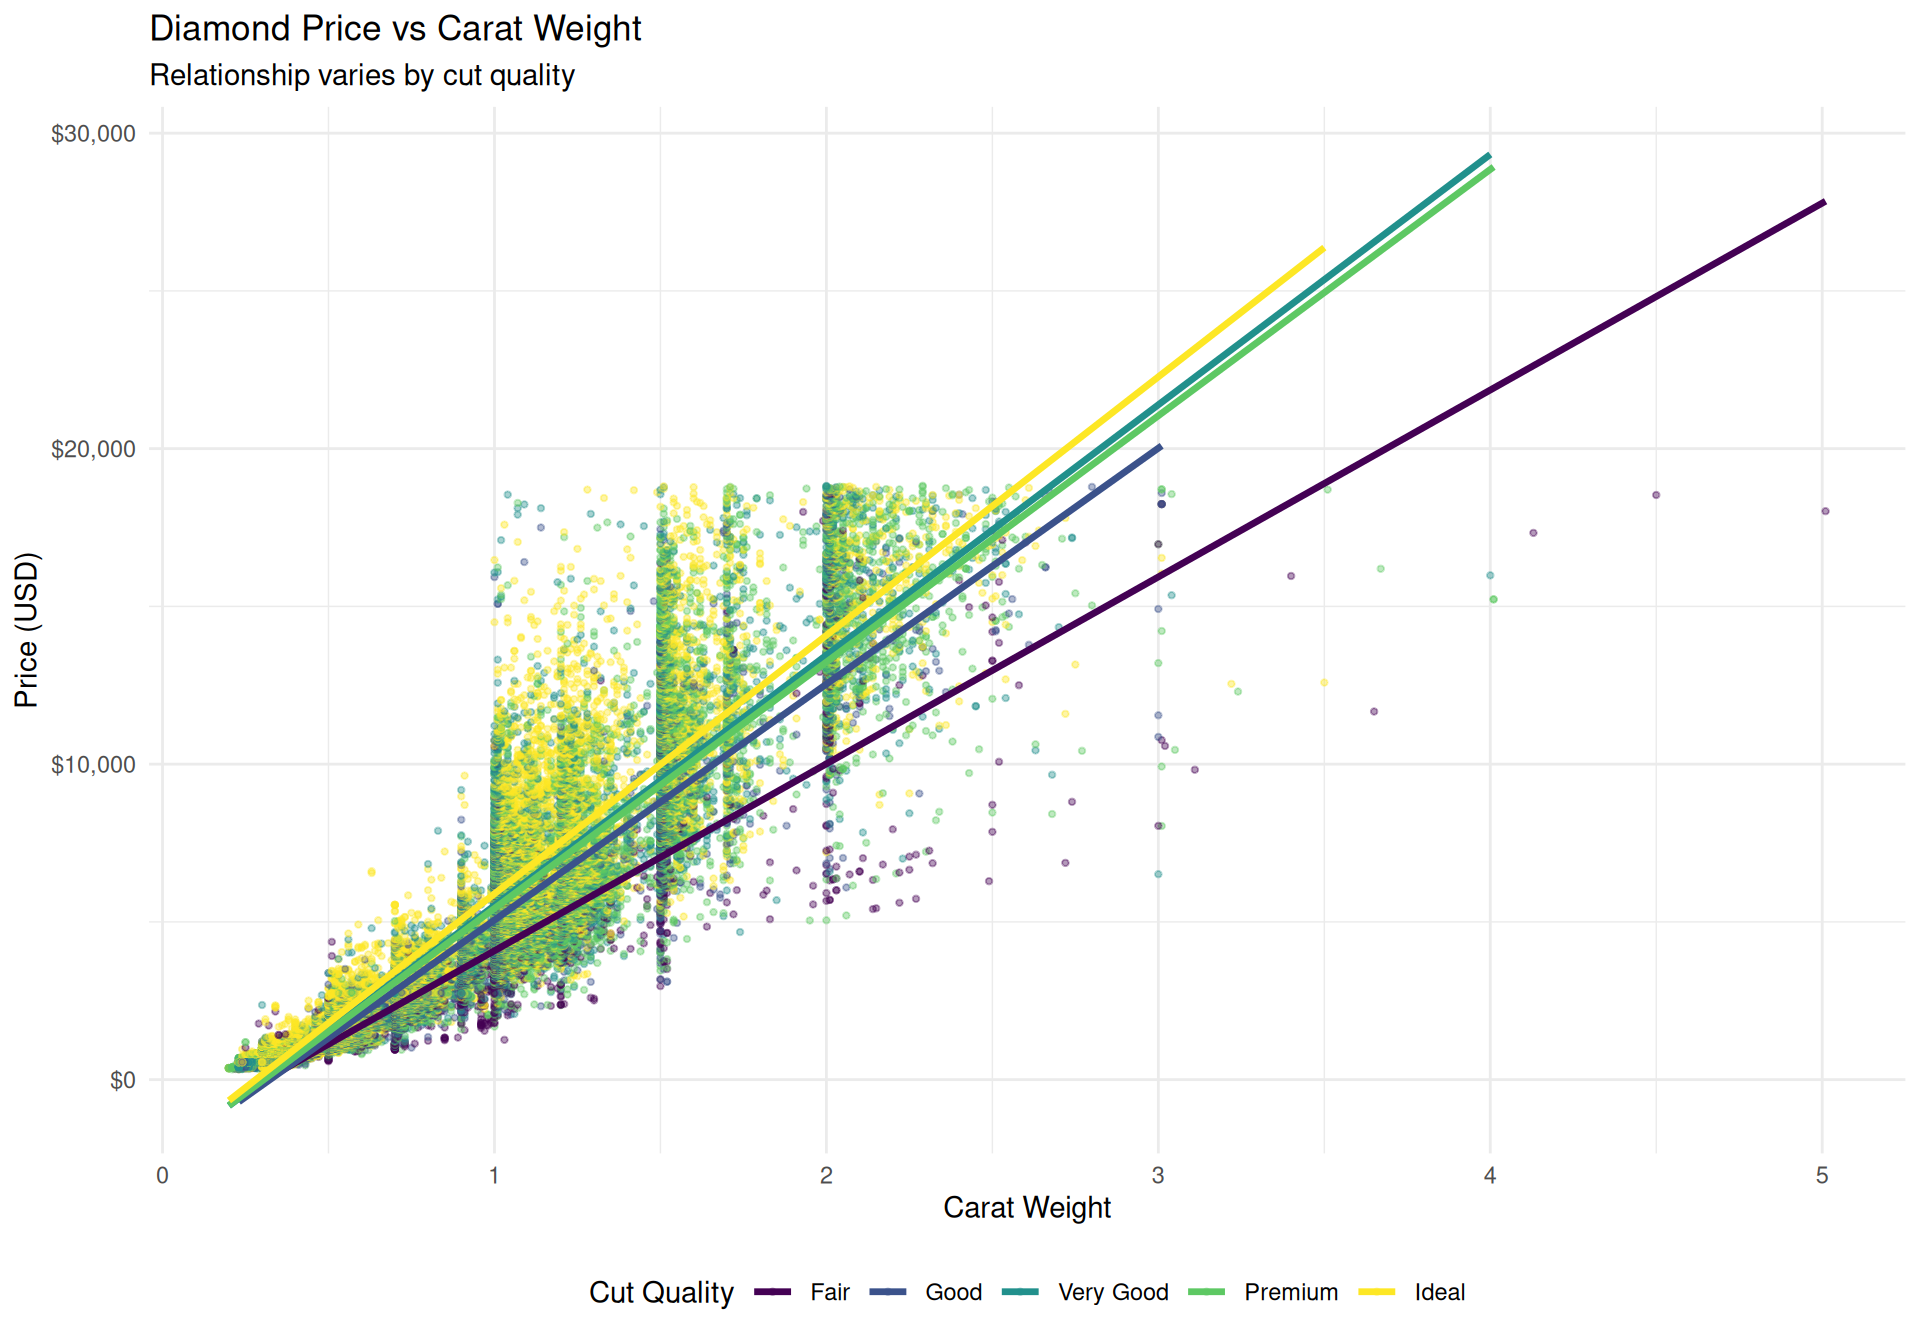 Diamond Price vs Carat Weight
Relationship varies by cut quality
$30,000
$20,000
$10,000
$0
Price (USD)
0 1 2 3 4 5
Carat Weight
Cut Quality Fair Good Very Good Premium Ideal